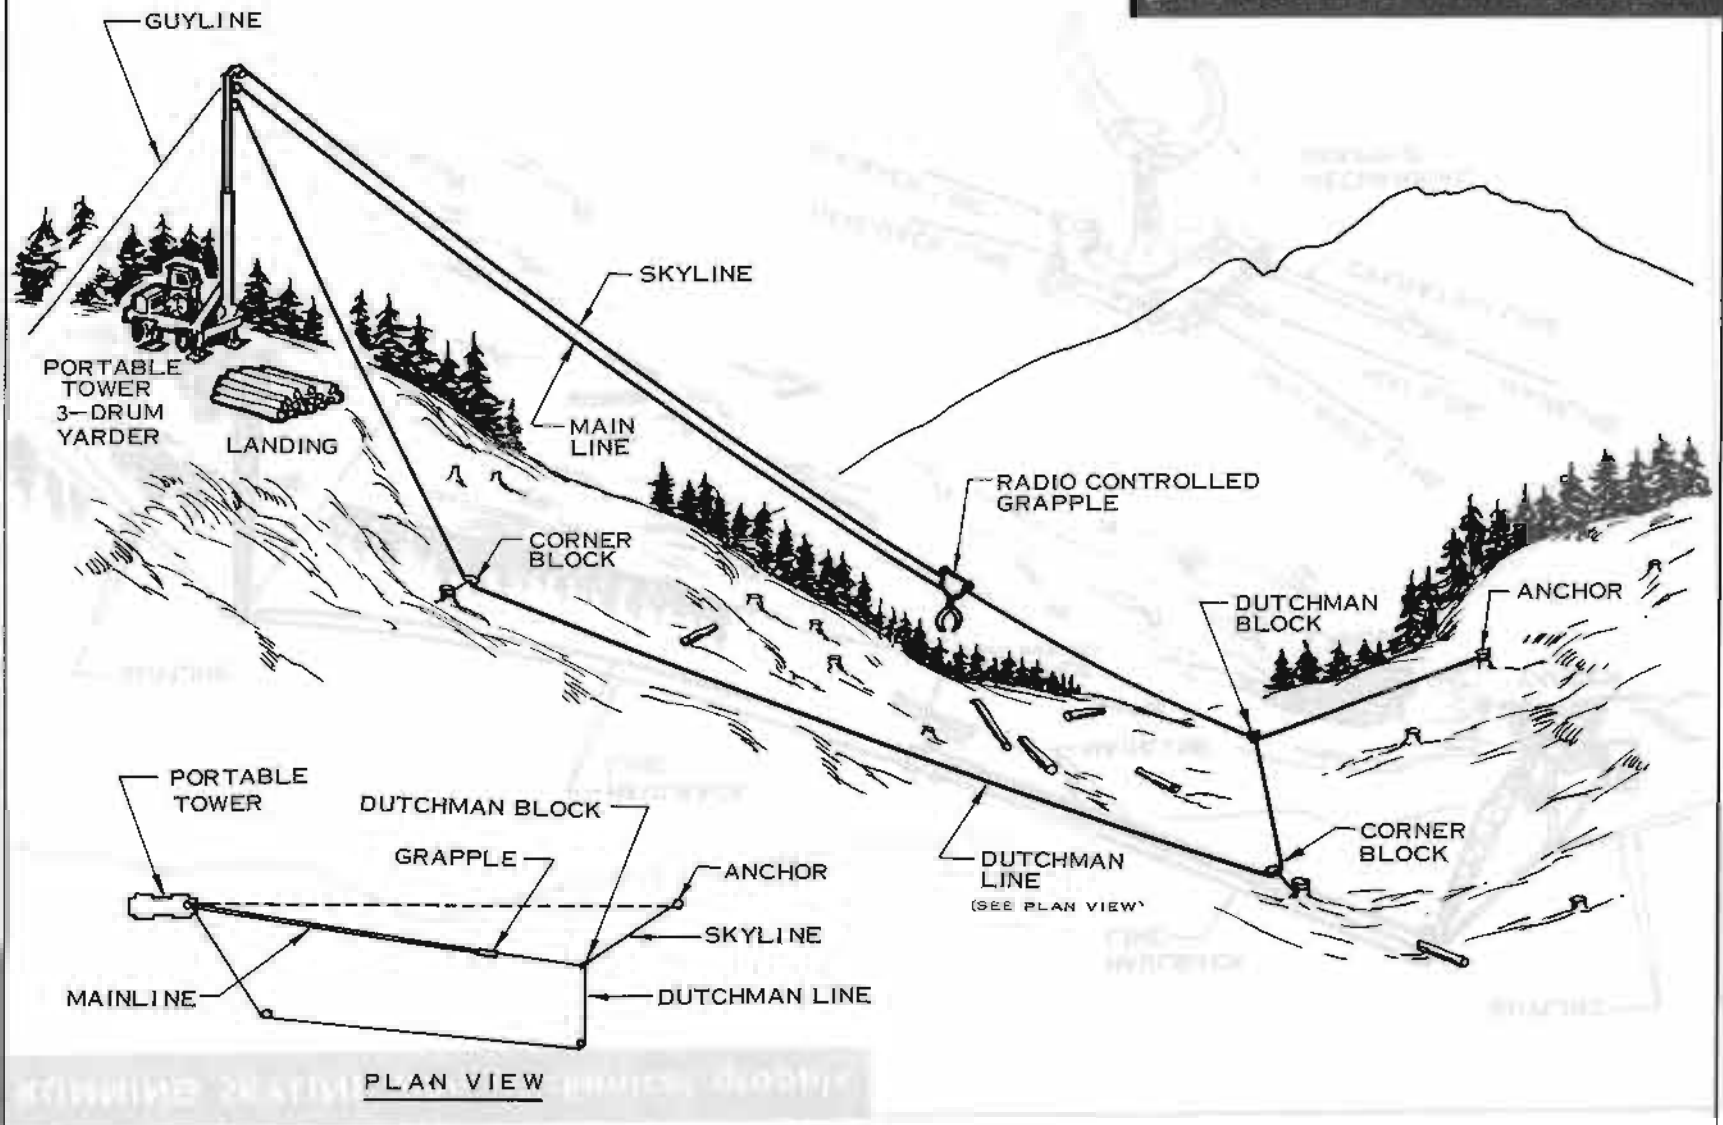 GUYLINE
SKYLINE
MAIN
LINE
PORTABLE
TOWER
3-DRUM
YARDER
LANDING
RADIO CONTROLLED
GRAPPLE
CORNER
BLOCK
DUTCHMAN
BLOCK
ANCHOR
CORNER
BLOCK
DUTCHMAN
LINE
(SEE PLAN VIEW)
PORTABLE
TOWER
DUTCHMAN BLOCK
GRAPPLE
ANCHOR
SKYLINE
MAINLINE
DUTCHMAN LINE
PLAN VIEW